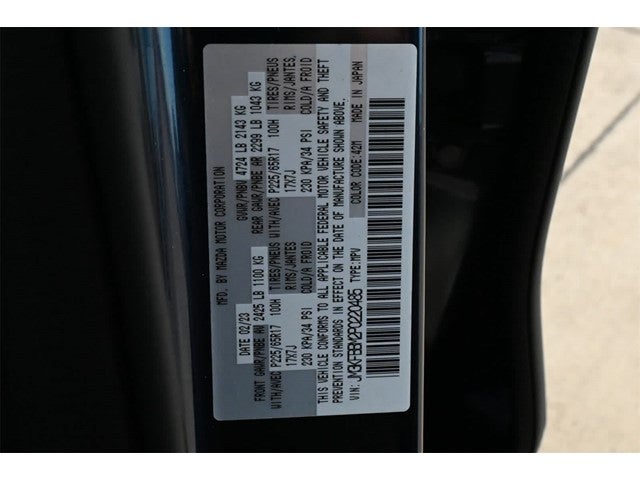 MFD. BY MAZDA MOTOR CORPORATION
DATE 02/23 GVWR/PNBV 4724 LB 2143 KG
FRONT GAWR/PNBE AV 2425 LB 1100 KG REAR GAWR/PNBE AR 2299 LB 1043 KG
WITH/AVEC P225/65R17 100H TIRES/PNEUS WITH/AVEC P225/65R17 100H TIRES/PNEUS
17X7J RIMS/JANTES 17X7J RIMS/JANTES,
230 KPA/34 PSI COLD/A FROID 230 KPA/34 PSI COLD/A FROID
THIS VEHICLE CONFORMS TO ALL APPLICABLE FEDERAL MOTOR VEHICLE SAFETY AND THEFT
PREVENTION STANDARDS IN EFFECT ON THE DATE OF MANUFACTURE SHOWN ABOVE.
VIN: JM3KFBBM2P0220485
TYPE:MPV COLOR CODE:42M MADE IN JAPAN